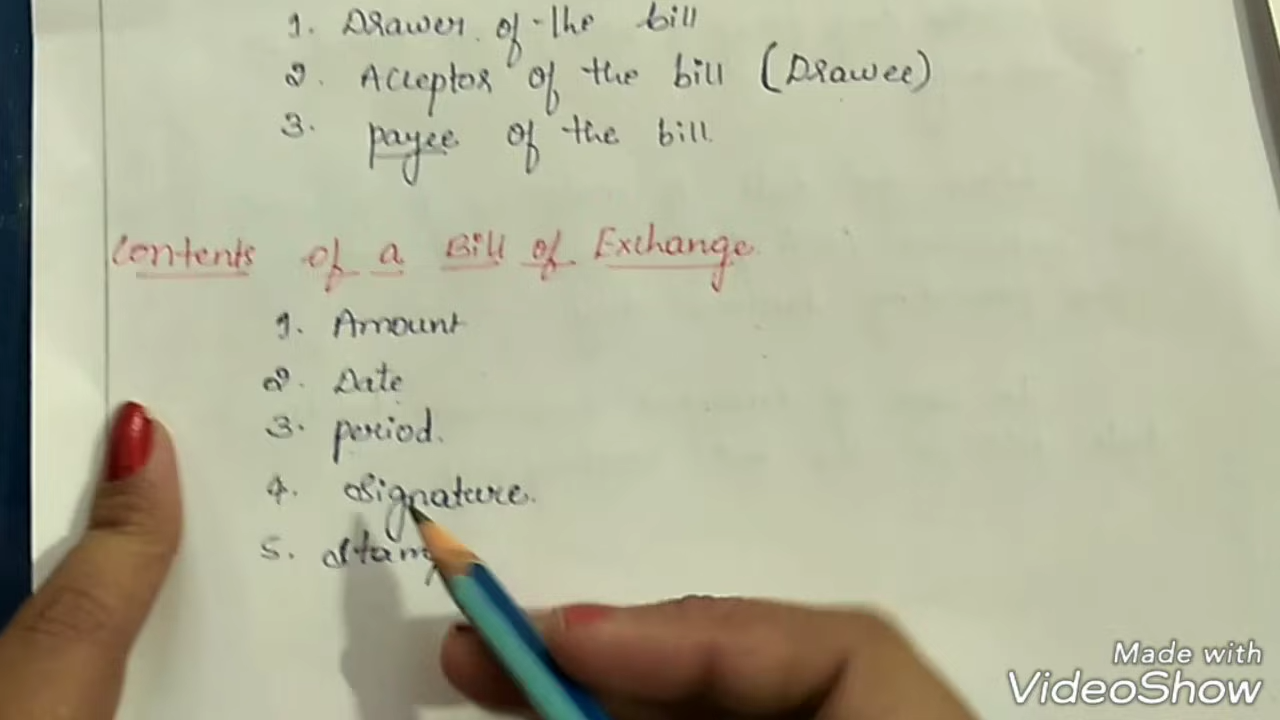 1. Drawer of the bill
2. Acceptor of the bill (Drawee)
3. payee of the bill
Contents of a Bill of Exchange
1. Amount
2. Date
3. period.
4. Signature.
5. Stamp
Made with
VideoShow